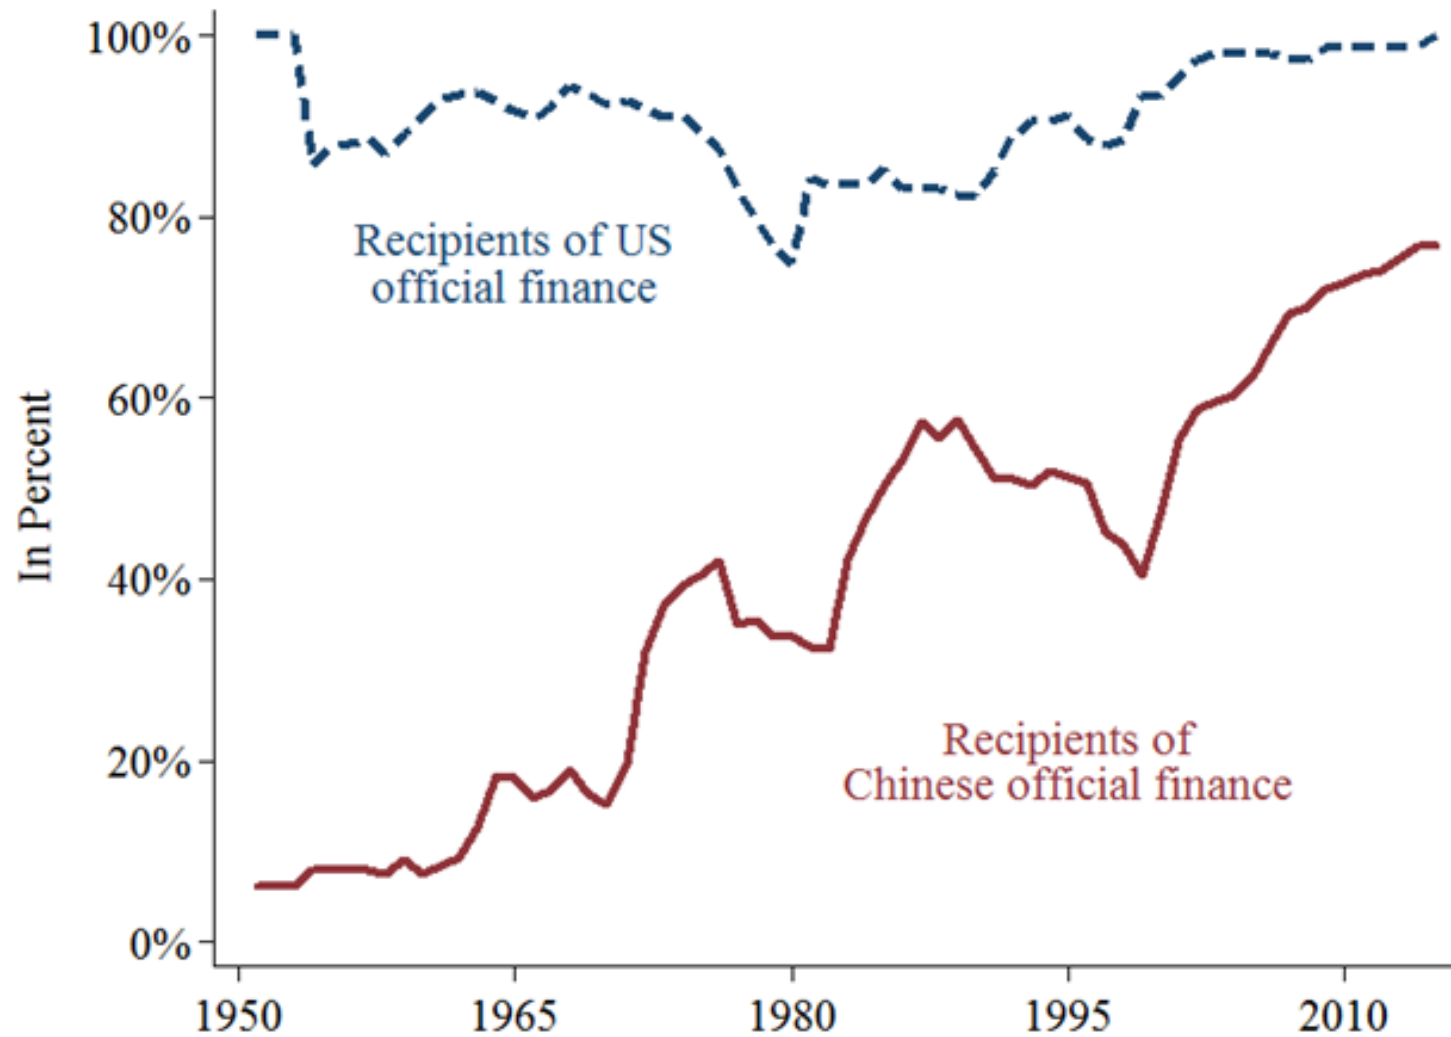 100%
80%
60%
40%
20%
0%
In Percent
Recipients of US
official finance
Recipients of
Chinese official finance
1950
1965
1980
1995
2010